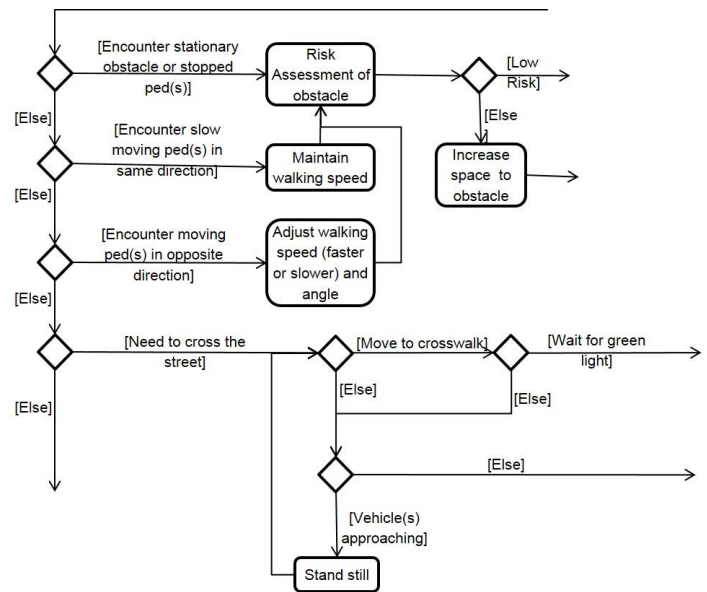 [Encounter stationary
obstacle or stopped
ped(s)]
Risk
Assessment of
obstacle
[Low
Risk]
[Else]
[Else
]
[Encounter slow
moving ped(s) in
same direction]
Maintain
walking speed
Increase
space to
obstacle
[Else]
[Encounter moving
ped(s) in opposite
direction]
Adjust walking
speed (faster
or slower) and
angle
[Else]
[Need to cross the
street]
[Move to crosswalk]
[Wait for green
light]
[Else]
[Else]
[Else]
[Else]
[Vehicle(s)
approaching]
Stand still